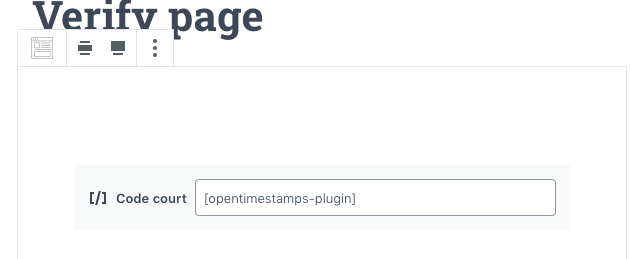 Verify page
[/] Code court [opentimestamps-plugin]